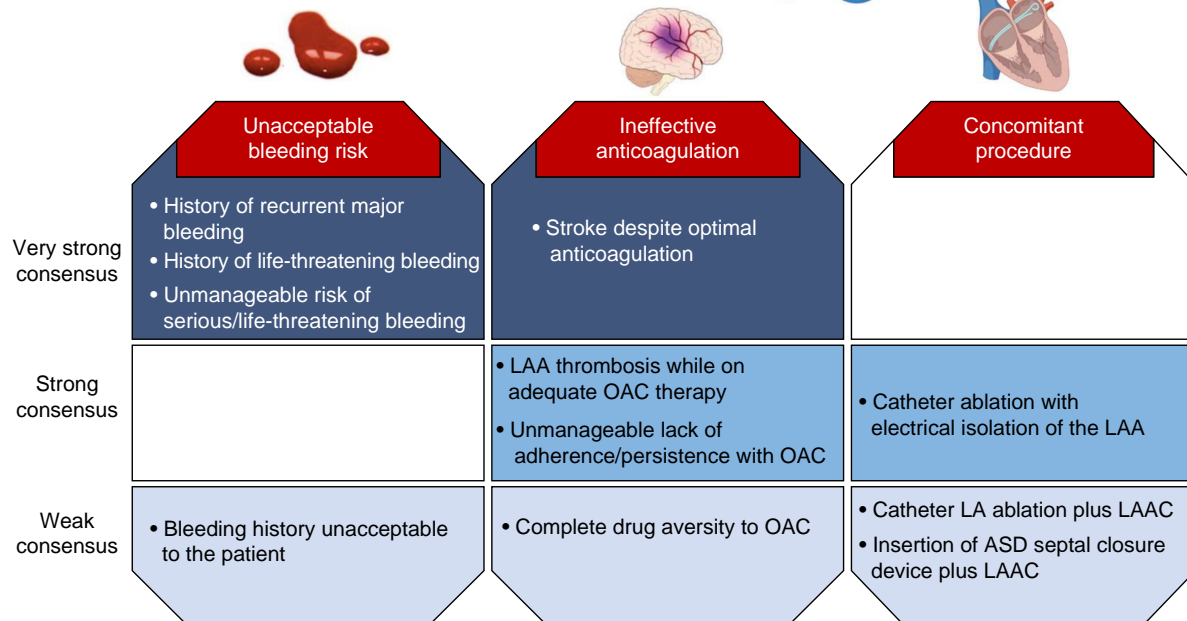 Unacceptable
bleeding risk
Ineffective
anticoagulation
Concomitant
procedure
Very strong
consensus
• History of recurrent major
bleeding
• History of life-threatening bleeding
• Unmanageable risk of
serious/life-threatening bleeding
• Stroke despite optimal
anticoagulation
Strong
consensus
• LAA thrombosis while on
adequate OAC therapy
• Unmanageable lack of
adherence/persistence with OAC
• Catheter ablation with
electrical isolation of the LAA
Weak
consensus
• Bleeding history unacceptable
to the patient
• Complete drug aversity to OAC
• Catheter LA ablation plus LAAC
• Insertion of ASD septal closure
device plus LAAC